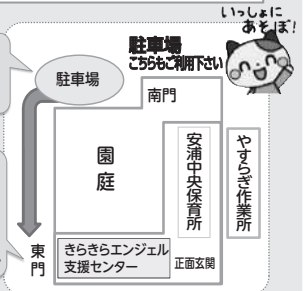 いっしょに
あそぼ!
駐車場
こちらもご利用下さい
駐車場
南門
園庭
安浦中央保育所
やすらぎ作業所
東門
きらきらエンジェル
支援センター
正面玄関